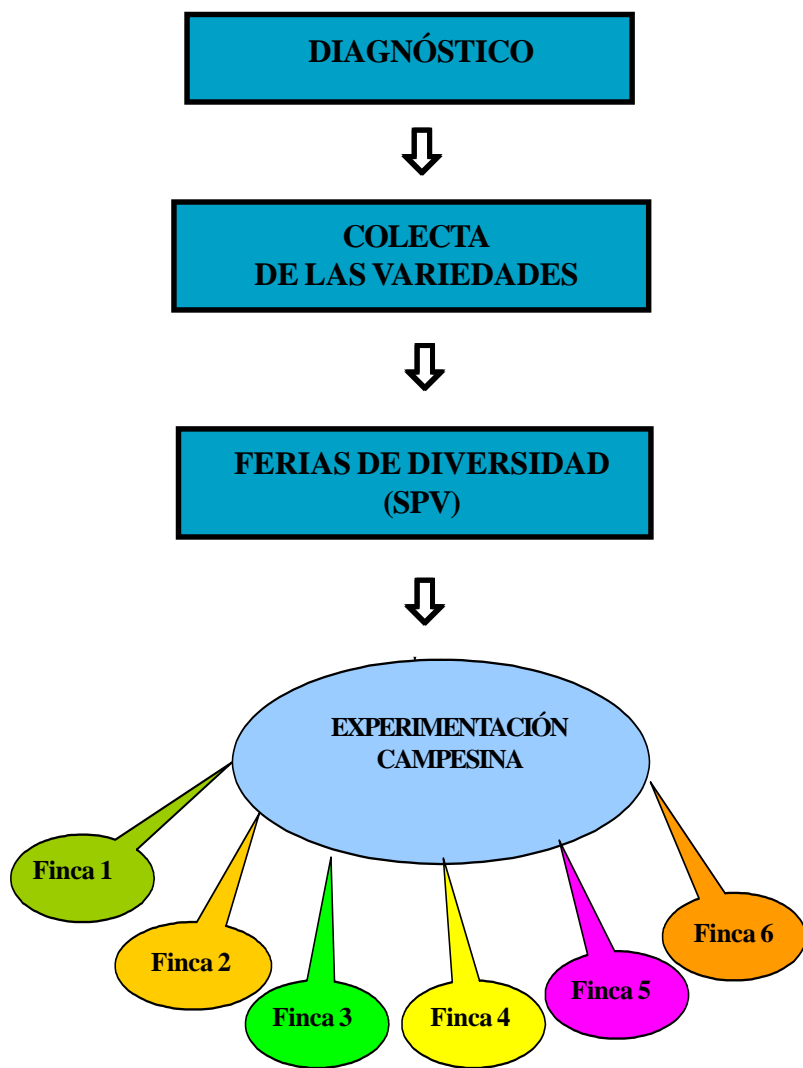 DIAGNÓSTICO
COLECTA
DE LAS VARIEDADES
FERIAS DE DIVERSIDAD
(SPV)
EXPERIMENTACIÓN
CAMPESINA
Finca 1
Finca 2
Finca 3
Finca 4
Finca 5
Finca 6